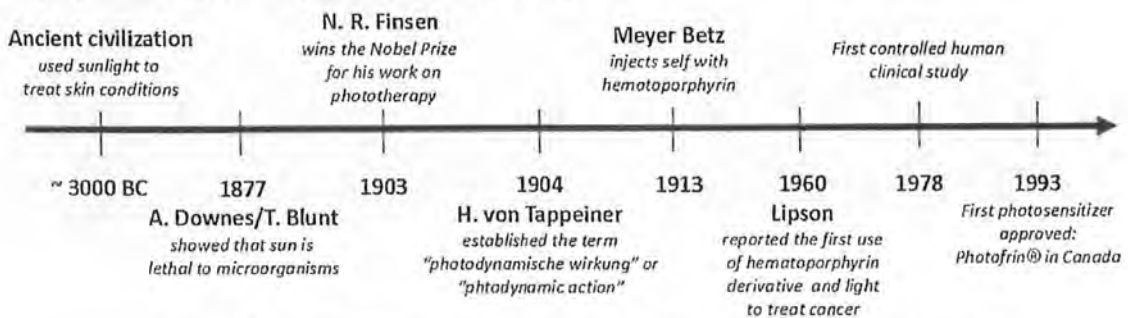 Ancient civilization
used sunlight to
treat skin conditions
N. R. Finsen
wins the Nobel Prize
for his work on
phototherapy
Meyer Betz
injects self with
hematoporphyrin
First controlled human
clinical study
~ 3000 BC
1877
1903
1904
1913
1960
1978
1993
A. Downes/T. Blunt
showed that sun is
lethal to microorganisms
H. von Tappeiner
established the term
"photodynamische wirkung" or
"phtodynamic action"
Lipson
reported the first use
of hematoporphyrin
derivative and light
to treat cancer
First photosensitizer
approved:
Photofrin® in Canada